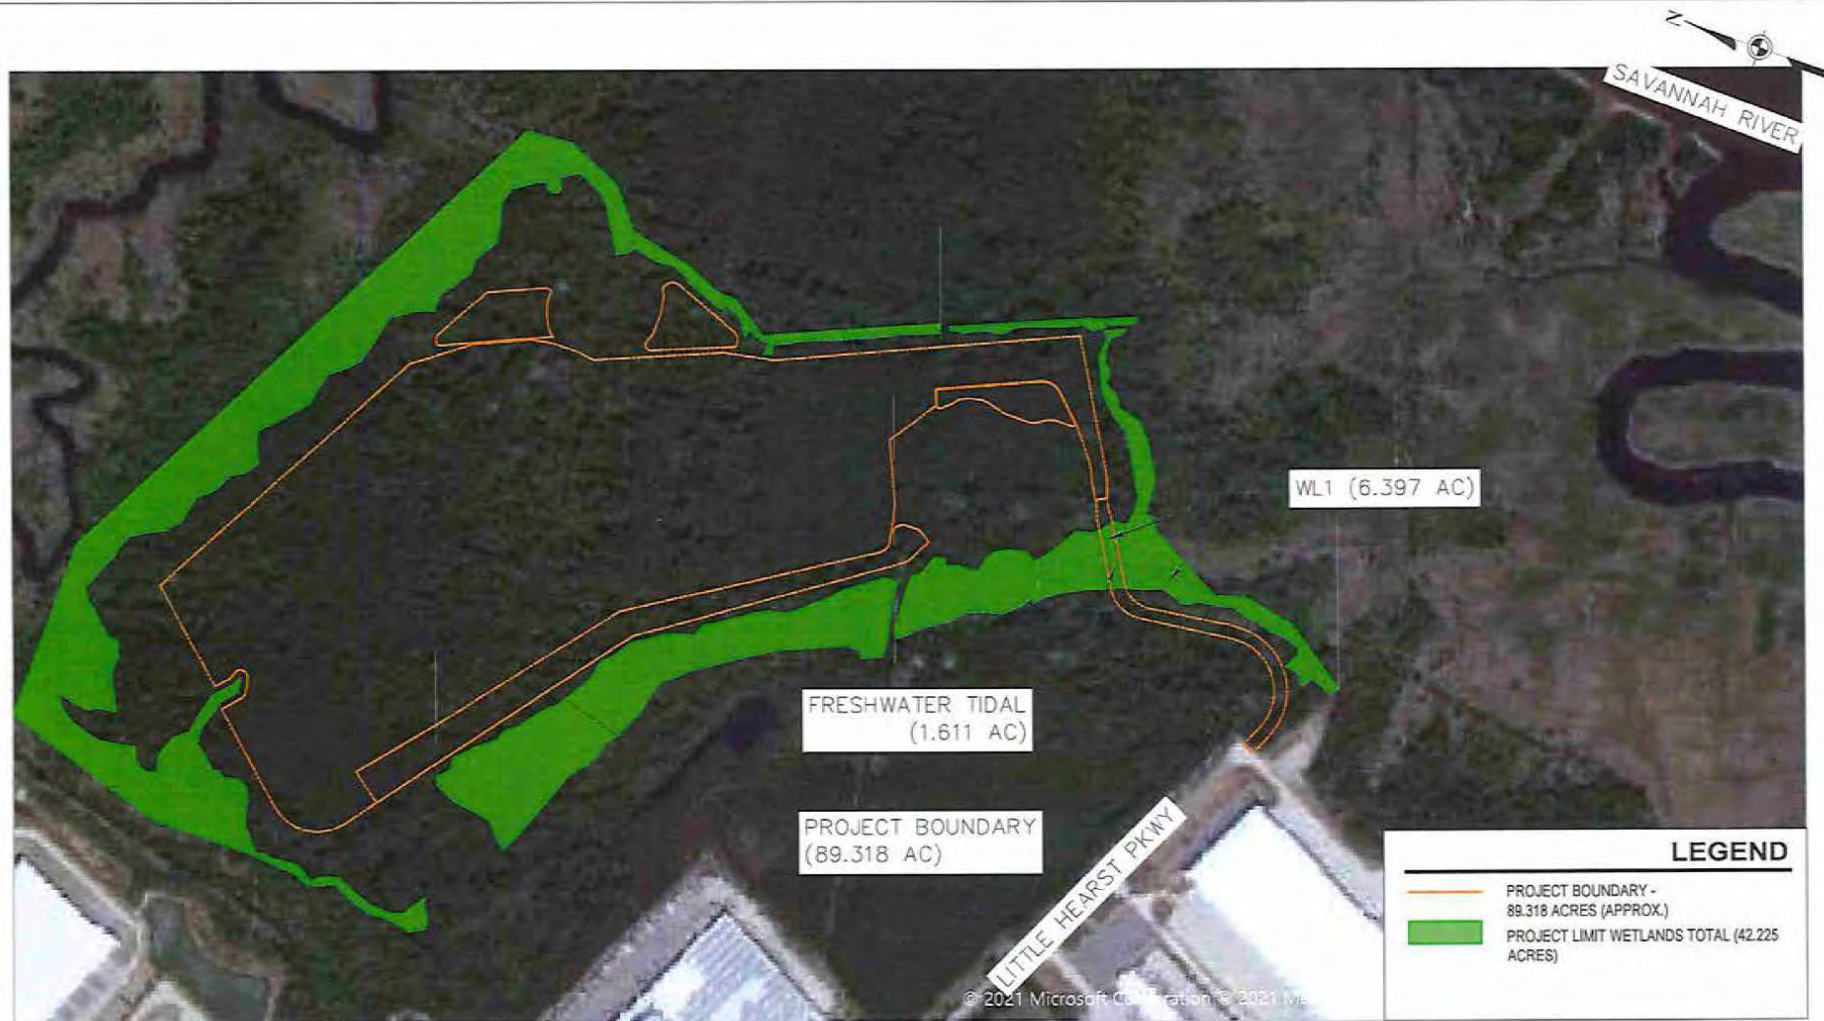 N
SAVANNAH RIVER
WL1 (6.397 AC)
FRESHWATER TIDAL
(1.611 AC)
PROJECT BOUNDARY
(89.318 AC)
LITTLE HEARST PKWY
LEGEND
PROJECT BOUNDARY -
89.318 ACRES (APPROX.)
PROJECT LIMIT WETLANDS TOTAL (42.225
ACRES)
© 2021 Microsoft © 2021